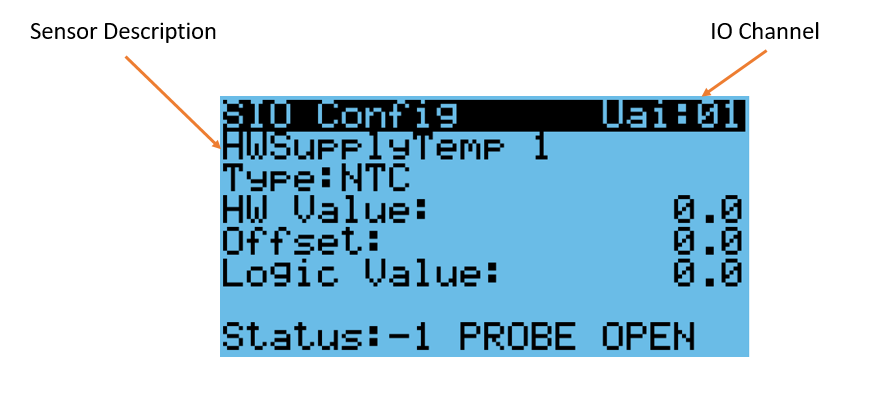 Sensor Description
IO Channel
SIO Config Uai:01
HWSupplyTemp 1
Type:NTC
HW Value: 0.0
Offset: 0.0
Logic Value: 0.0
Status:-1 PROBE OPEN